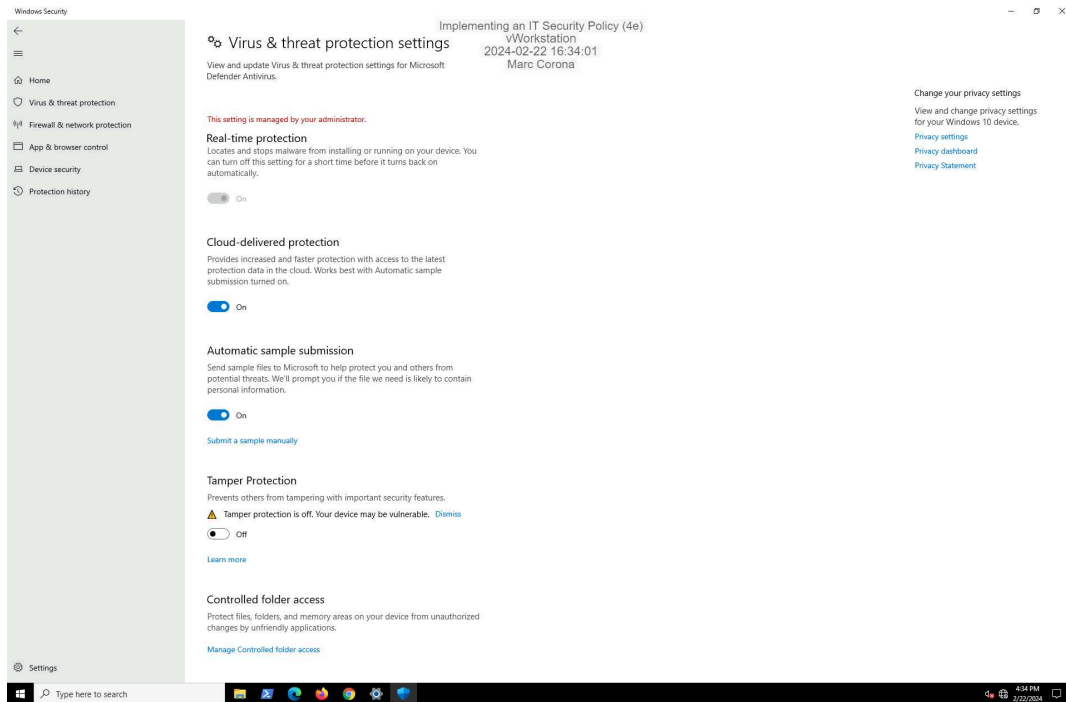 Windows Security
Implementing an IT Security Policy (4e)
vWorkstation
2024-02-22 16:34:01
Marc Corona
Home
Virus & threat protection
Firewall & network protection
App & browser control
Device security
Protection history
Settings
Virus & threat protection settings
View and update Virus & threat protection settings for Microsoft
Defender Antivirus.
This setting is managed by your administrator.
Real-time protection
Locates and stops malware from installing or running on your device. You
can turn off this setting for a short time before it turns back on
automatically.
On
Cloud-delivered protection
Provides increased and faster protection with access to the latest
protection data in the cloud. Works best with Automatic sample
submission turned on.
On
Automatic sample submission
Send sample files to Microsoft to help protect you and others from
potential threats. We'll prompt you if the file we need is likely to contain
personal information.
On
Submit a sample manually
Tamper Protection
Prevents others from tampering with important security features.
Tamper protection is off. Your device may be vulnerable. Dismiss
Off
Learn more
Controlled folder access
Protect files, folders, and memory areas on your device from unauthorized
changes by unfriendly applications.
Manage Controlled folder access
Change your privacy settings
View and change privacy settings
for your Windows 10 device.
Privacy settings
Privacy dashboard
Privacy Statement
Type here to search
4:34 PM
2/22/2024